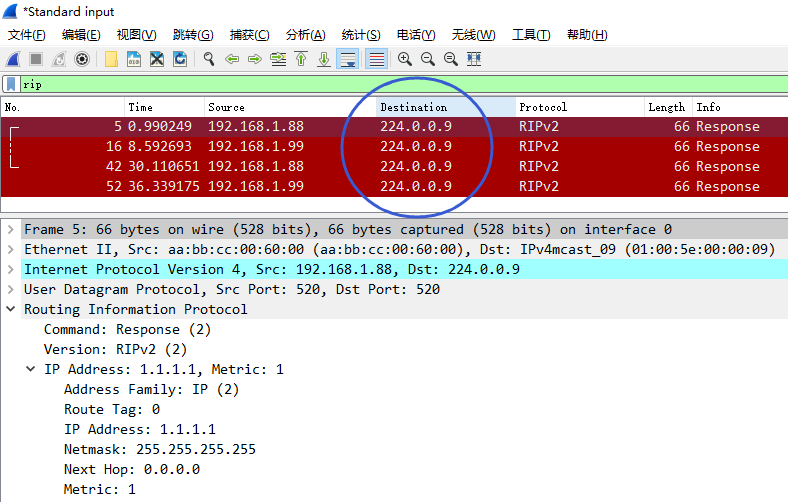 *Standard input
文件(F) 编辑(E) 视图(V) 跳转(G) 捕获(C) 分析(A) 统计(S) 电话(Y) 无线(W) 工具(T) 帮助(H)
rip
No. Time Source Destination Protocol Length Info
5 0.990249 192.168.1.88 224.0.0.9 RIPv2 66 Response
16 8.592693 192.168.1.99 224.0.0.9 RIPv2 66 Response
42 30.110651 192.168.1.88 224.0.0.9 RIPv2 66 Response
52 36.339175 192.168.1.99 224.0.0.9 RIPv2 66 Response
Frame 5: 66 bytes on wire (528 bits), 66 bytes captured (528 bits) on interface 0
Ethernet II, Src: aa:bb:cc:00:60:00 (aa:bb:cc:00:60:00), Dst: IPv4mcast_09 (01:00:5e:00:00:09)
Internet Protocol Version 4, Src: 192.168.1.88, Dst: 224.0.0.9
User Datagram Protocol, Src Port: 520, Dst Port: 520
Routing Information Protocol
Command: Response (2)
Version: RIPv2 (2)
IP Address: 1.1.1.1, Metric: 1
Address Family: IP (2)
Route Tag: 0
IP Address: 1.1.1.1
Netmask: 255.255.255.255
Next Hop: 0.0.0.0
Metric: 1